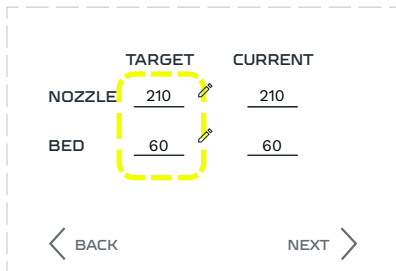 TARGET CURRENT
NOZZLE 210 210
BED 60 60
BACK NEXT